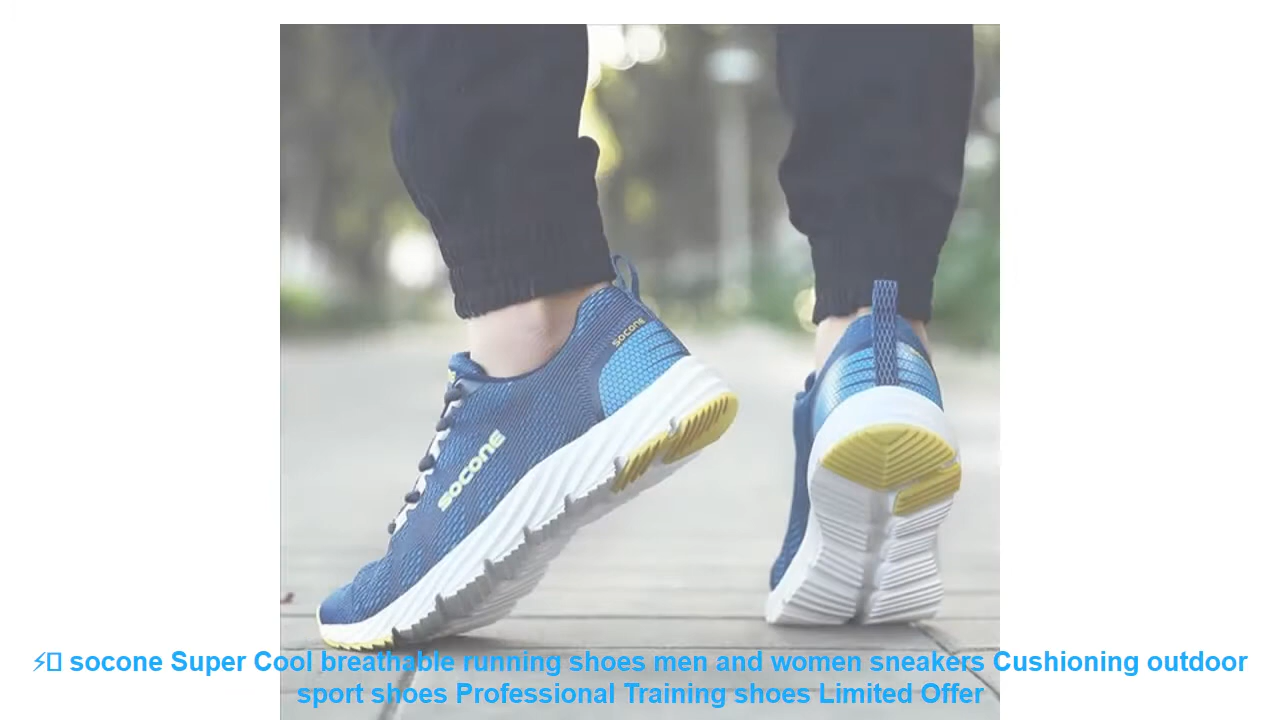 socone
SOCONE
⚡▯ socone Super Cool breathable running shoes men and women sneakers Cushioning outdoor
sport shoes Professional Training shoes Limited Offer